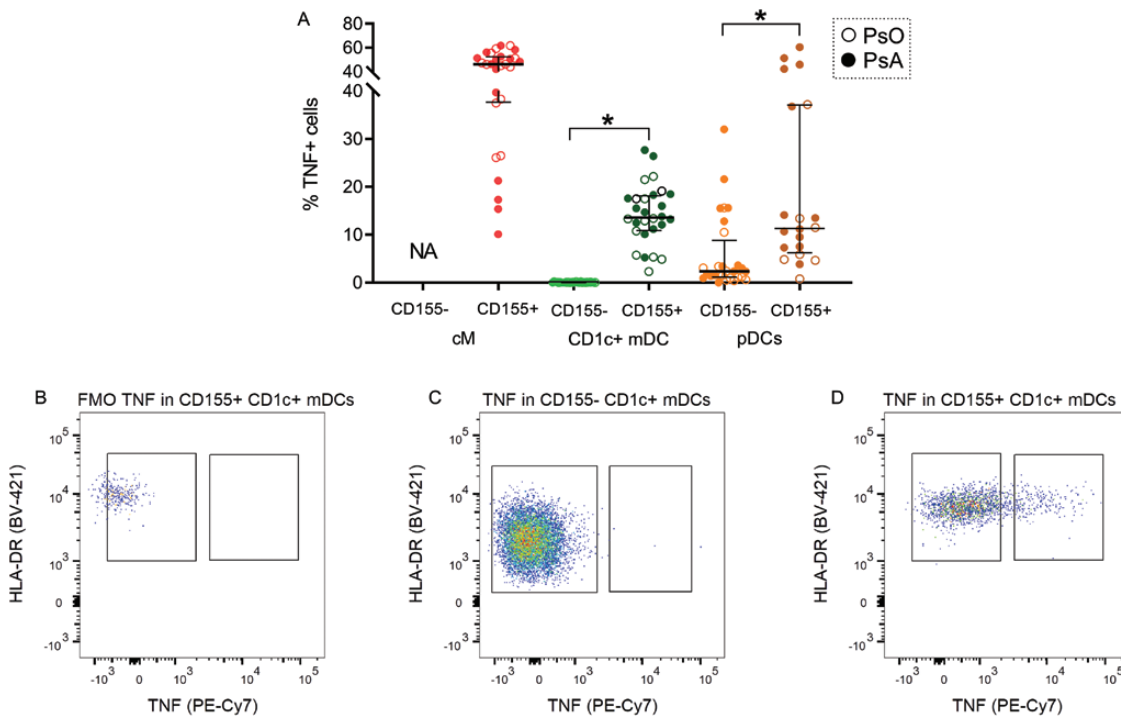 A
80
60
40
40
30
20
10
0
% TNF+ cells
*
*
PsO
PsA
NA
CD155- CD155+ CD155- CD155+ CD155- CD155+
cM CD1c+ mDC pDCs
B FMO TNF in CD155+ CD1c+ mDCs
HLA-DR (BV-421)
10^5
10^4
10^3
0
-10^3
-10^3 0 10^3 10^4 10^5
TNF (PE-Cy7)
C TNF in CD155- CD1c+ mDCs
HLA-DR (BV-421)
10^5
10^4
10^3
0
-10^3
-10^3 0 10^3 10^4 10^5
TNF (PE-Cy7)
D TNF in CD155+ CD1c+ mDCs
HLA-DR (BV-421)
10^5
10^4
10^3
0
-10^3
-10^3 0 10^3 10^4 10^5
TNF (PE-Cy7)